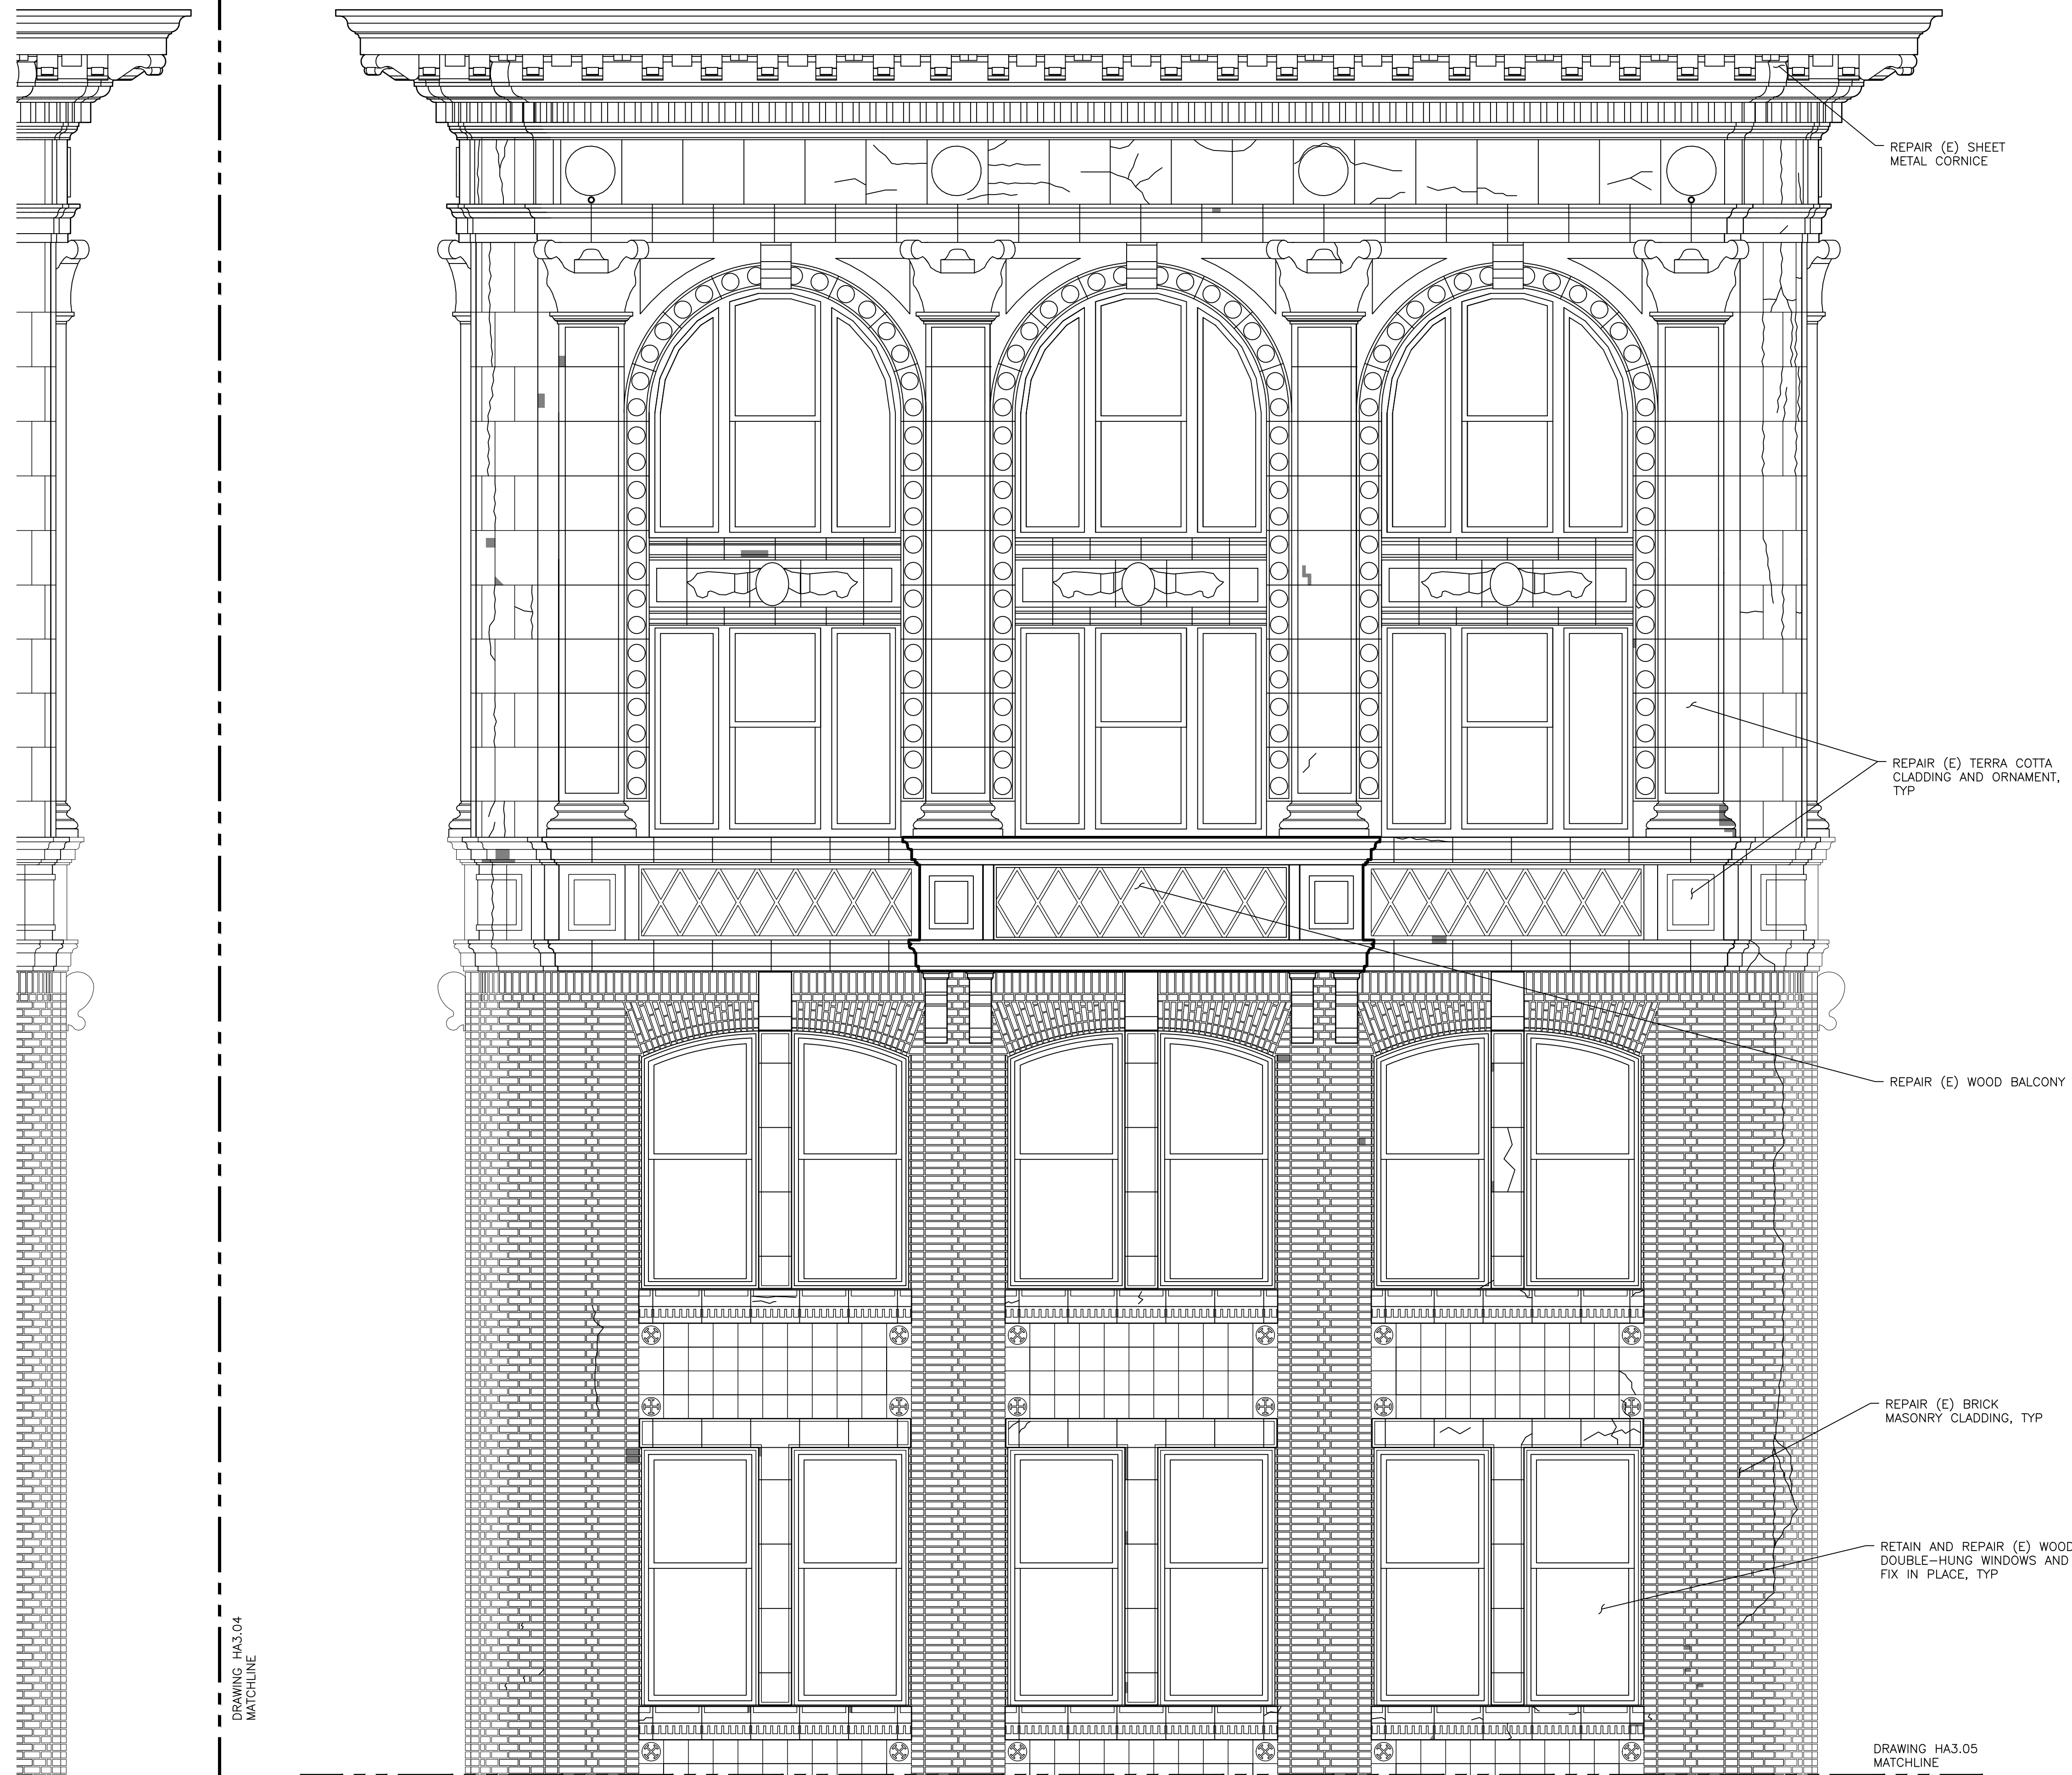 REPAIR (E) SHEET
METAL CORNICE
REPAIR (E) TERRA COTTA
CLADDING AND ORNAMENT,
TYP
REPAIR (E) WOOD BALCONY
REPAIR (E) BRICK
MASONRY CLADDING, TYP
RETAIN AND REPAIR (E) WOOD
DOUBLE-HUNG WINDOWS AND
FIX IN PLACE, TYP
DRAWING HA3.04
MATCHLINE
DRAWING HA3.05
MATCHLINE